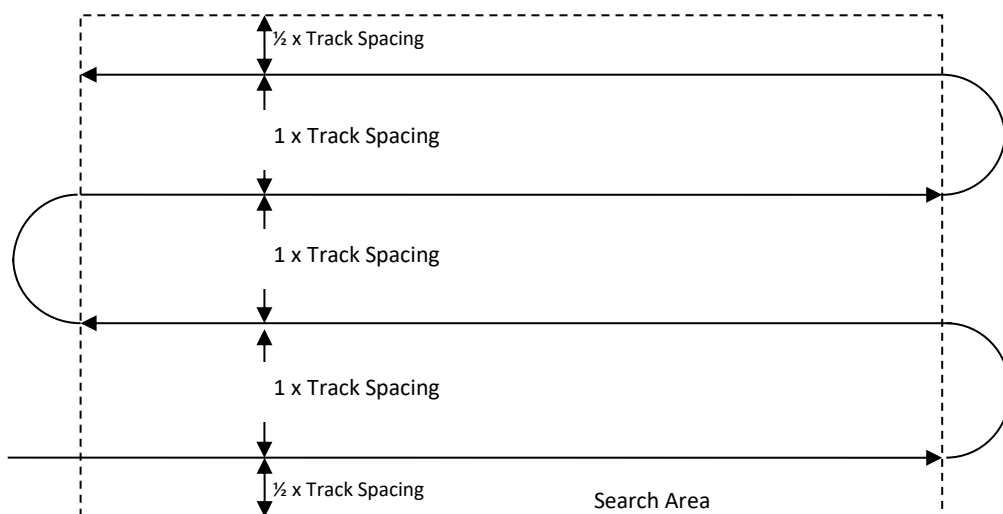 ½ x Track Spacing
1 x Track Spacing
1 x Track Spacing
1 x Track Spacing
½ x Track Spacing
Search Area